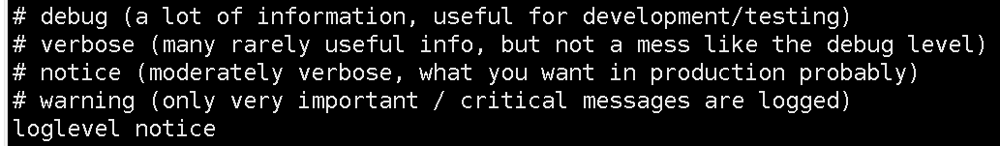 # debug (a lot of information, useful for development/testing)
# verbose (many rarely useful info, but not a mess like the debug level)
# notice (moderately verbose, what you want in production probably)
# warning (only very important / critical messages are logged)
loglevel notice